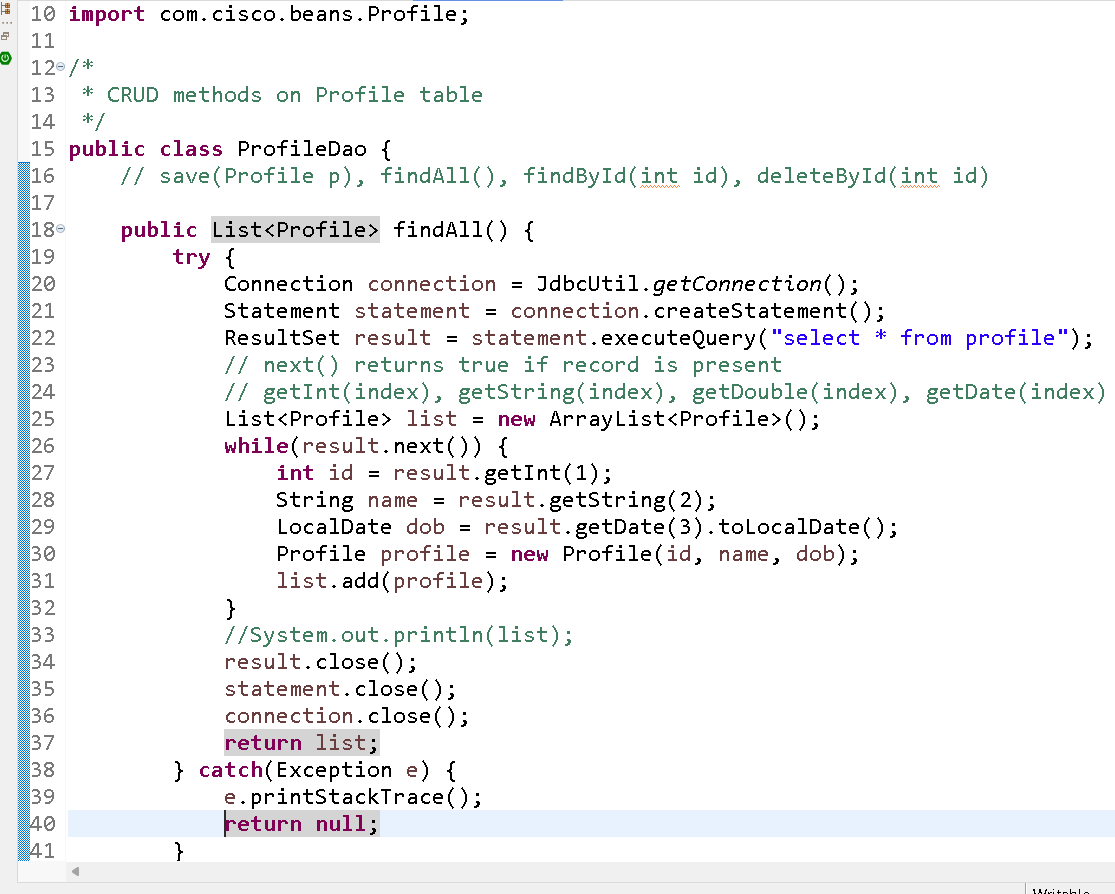 10 import com.cisco.beans.Profile;
11
12 /*
13  * CRUD methods on Profile table
14  */
15 public class ProfileDao {
16     // save(Profile p), findAll(), findById(int id), deleteById(int id)
17
18     public List<Profile> findAll() {
19         try {
20             Connection connection = JdbcUtil.getConnection();
21             Statement statement = connection.createStatement();
22             ResultSet result = statement.executeQuery("select * from profile");
23             // next() returns true if record is present
24             // getInt(index), getString(index), getDouble(index), getDate(index)
25             List<Profile> list = new ArrayList<Profile>();
26             while(result.next()) {
27                 int id = result.getInt(1);
28                 String name = result.getString(2);
29                 LocalDate dob = result.getDate(3).toLocalDate();
30                 Profile profile = new Profile(id, name, dob);
31                 list.add(profile);
32             }
33             //System.out.println(list);
34             result.close();
35             statement.close();
36             connection.close();
37             return list;
38         } catch(Exception e) {
39             e.printStackTrace();
40             return null;
41         }
Writable